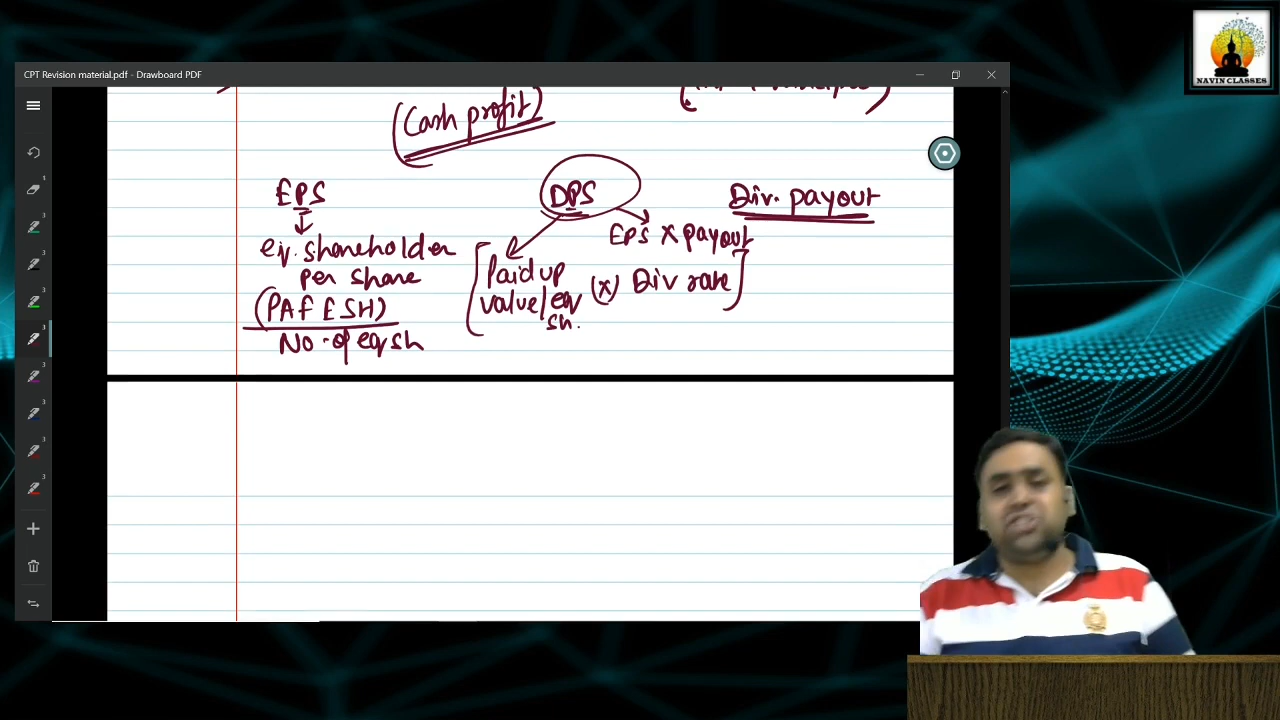 NAVIN CLASSES
CPT Revision material.pdf - Drawboard PDF
(Cash profit)
EPS
eq. shareholder
per share
(PAFESH)
No. of eq sh
DPS
EPS X payout
[Paid up
value/eq
sh.
(x) Div rate]
Div. payout